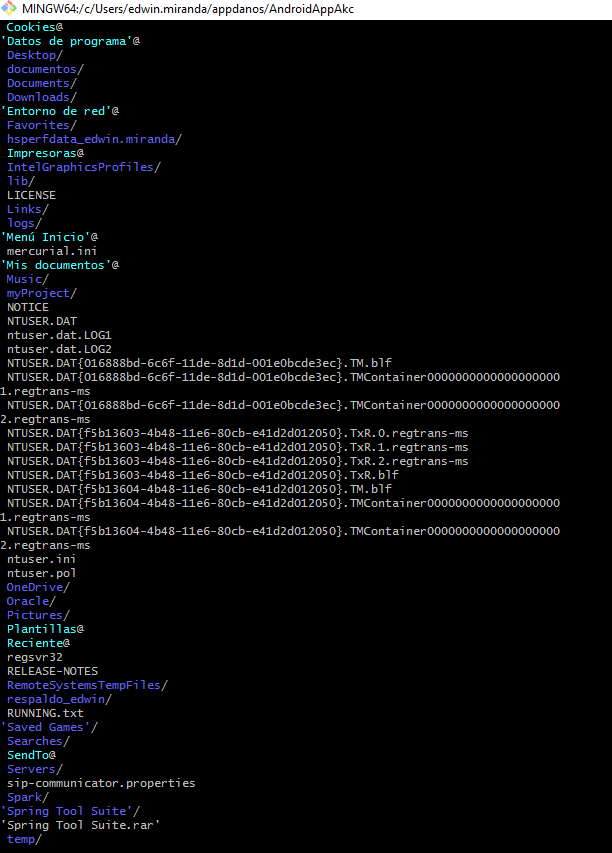 MINGW64:/c/Users/edwin.miranda/appdanos/AndroidAppAkc
Cookies@
'Datos de programa'@
Desktop/
documentos/
Documents/
Downloads/
'Entorno de red'@
Favorites/
hsperfdata_edwin.miranda/
Impresoras@
IntelGraphicsProfiles/
lib/
LICENSE
Links/
logs/
'Menú Inicio'@
mercurial.ini
'Mis documentos'@
Music/
myProject/
NOTICE
NTUSER.DAT
ntuser.dat.LOG1
ntuser.dat.LOG2
NTUSER.DAT{016888bd-6c6f-11de-8d1d-001e0bcde3ec}.TM.blf
NTUSER.DAT{016888bd-6c6f-11de-8d1d-001e0bcde3ec}.TMContainer0000000000000000000
1.regtrans-ms
NTUSER.DAT{016888bd-6c6f-11de-8d1d-001e0bcde3ec}.TMContainer0000000000000000000
2.regtrans-ms
NTUSER.DAT{f5b13603-4b48-11e6-80cb-e41d2d012050}.TxR.0.regtrans-ms
NTUSER.DAT{f5b13603-4b48-11e6-80cb-e41d2d012050}.TxR.1.regtrans-ms
NTUSER.DAT{f5b13603-4b48-11e6-80cb-e41d2d012050}.TxR.2.regtrans-ms
NTUSER.DAT{f5b13603-4b48-11e6-80cb-e41d2d012050}.TxR.blf
NTUSER.DAT{f5b13604-4b48-11e6-80cb-e41d2d012050}.TM.blf
NTUSER.DAT{f5b13604-4b48-11e6-80cb-e41d2d012050}.TMContainer0000000000000000000
1.regtrans-ms
NTUSER.DAT{f5b13604-4b48-11e6-80cb-e41d2d012050}.TMContainer0000000000000000000
2.regtrans-ms
ntuser.ini
ntuser.pol
OneDrive/
Oracle/
Pictures/
Plantillas@
Reciente@
regsvr32
RELEASE-NOTES
RemoteSystemsTempFiles/
respaldo_edwin/
RUNNING.txt
'Saved Games'/
Searches/
SendTo@
Servers/
sip-communicator.properties
Spark/
'Spring Tool Suite'/
'Spring Tool Suite.rar'
temp/